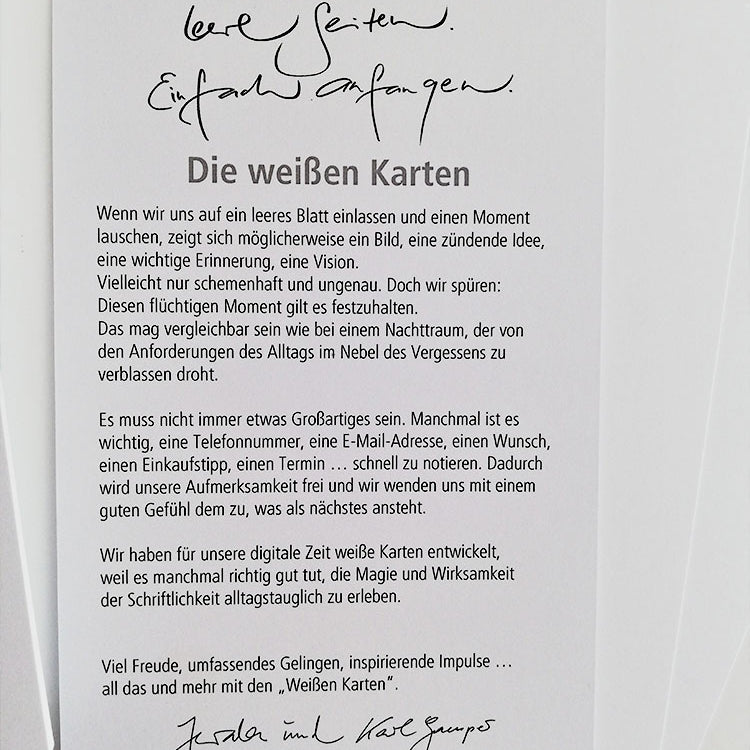 leere Seiten.
Einfach anfangen.
Die weißen Karten
Wenn wir uns auf ein leeres Blatt einlassen und einen Moment
lauschen, zeigt sich möglicherweise ein Bild, eine zündende Idee,
eine wichtige Erinnerung, eine Vision.
Vielleicht nur schemenhaft und ungenau. Doch wir spüren:
Diesen flüchtigen Moment gilt es festzuhalten.
Das mag vergleichbar sein wie bei einem Nachttraum, der von
den Anforderungen des Alltags im Nebel des Vergessens zu
verblassen droht.
Es muss nicht immer etwas Großartiges sein. Manchmal ist es
wichtig, eine Telefonnummer, eine E-Mail-Adresse, einen Wunsch,
einen Einkaufstipp, einen Termin … schnell zu notieren. Dadurch
wird unsere Aufmerksamkeit frei und wir wenden uns mit einem
guten Gefühl dem zu, was als nächstes ansteht.
Wir haben für unsere digitale Zeit weiße Karten entwickelt,
weil es manchmal richtig gut tut, die Magie und Wirksamkeit
der Schriftlichkeit alltagstauglich zu erleben.
Viel Freude, umfassendes Gelingen, inspirierende Impulse …
all das und mehr mit den „Weißen Karten“.
und Karl Gamper